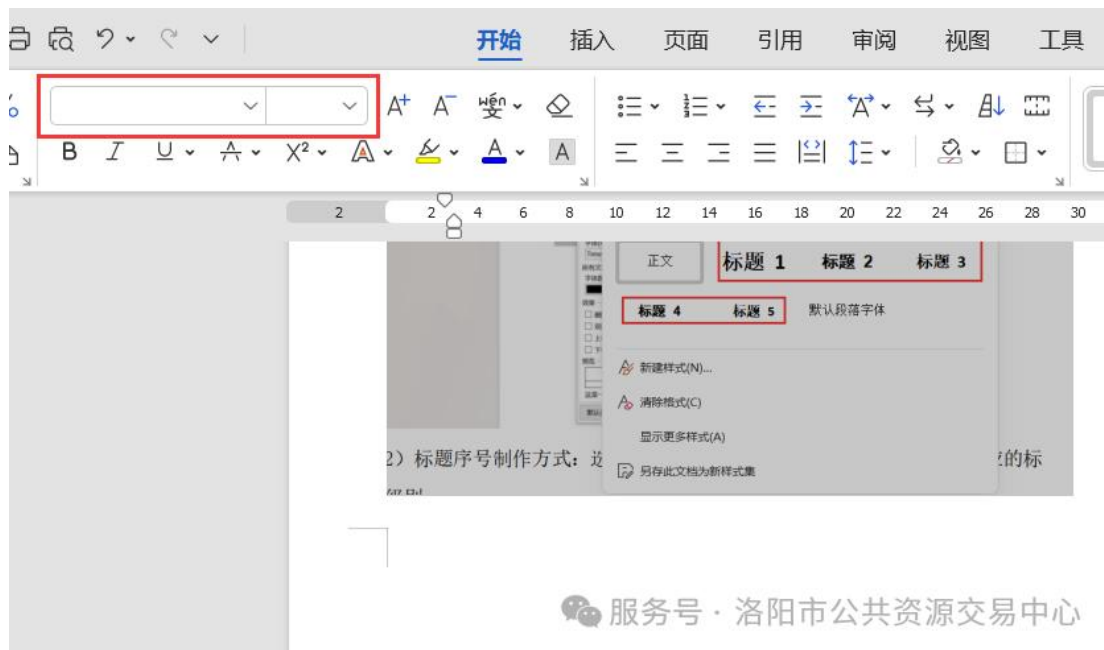 开始 插入 页面 引用 审阅 视图 工具
A+ A- wén 变 A
B I U A X² A A A
2 2 4 6 8 10 12 14 16 18 20 22 24 26 28 30
正文 标题 1 标题 2 标题 3
标题 4 标题 5 默认段落字体
新建样式(N)...
清除格式(C)
显示更多样式(A)
另存此文档为新样式集
2）标题序号制作方式：
的标
服务号 · 洛阳市公共资源交易中心